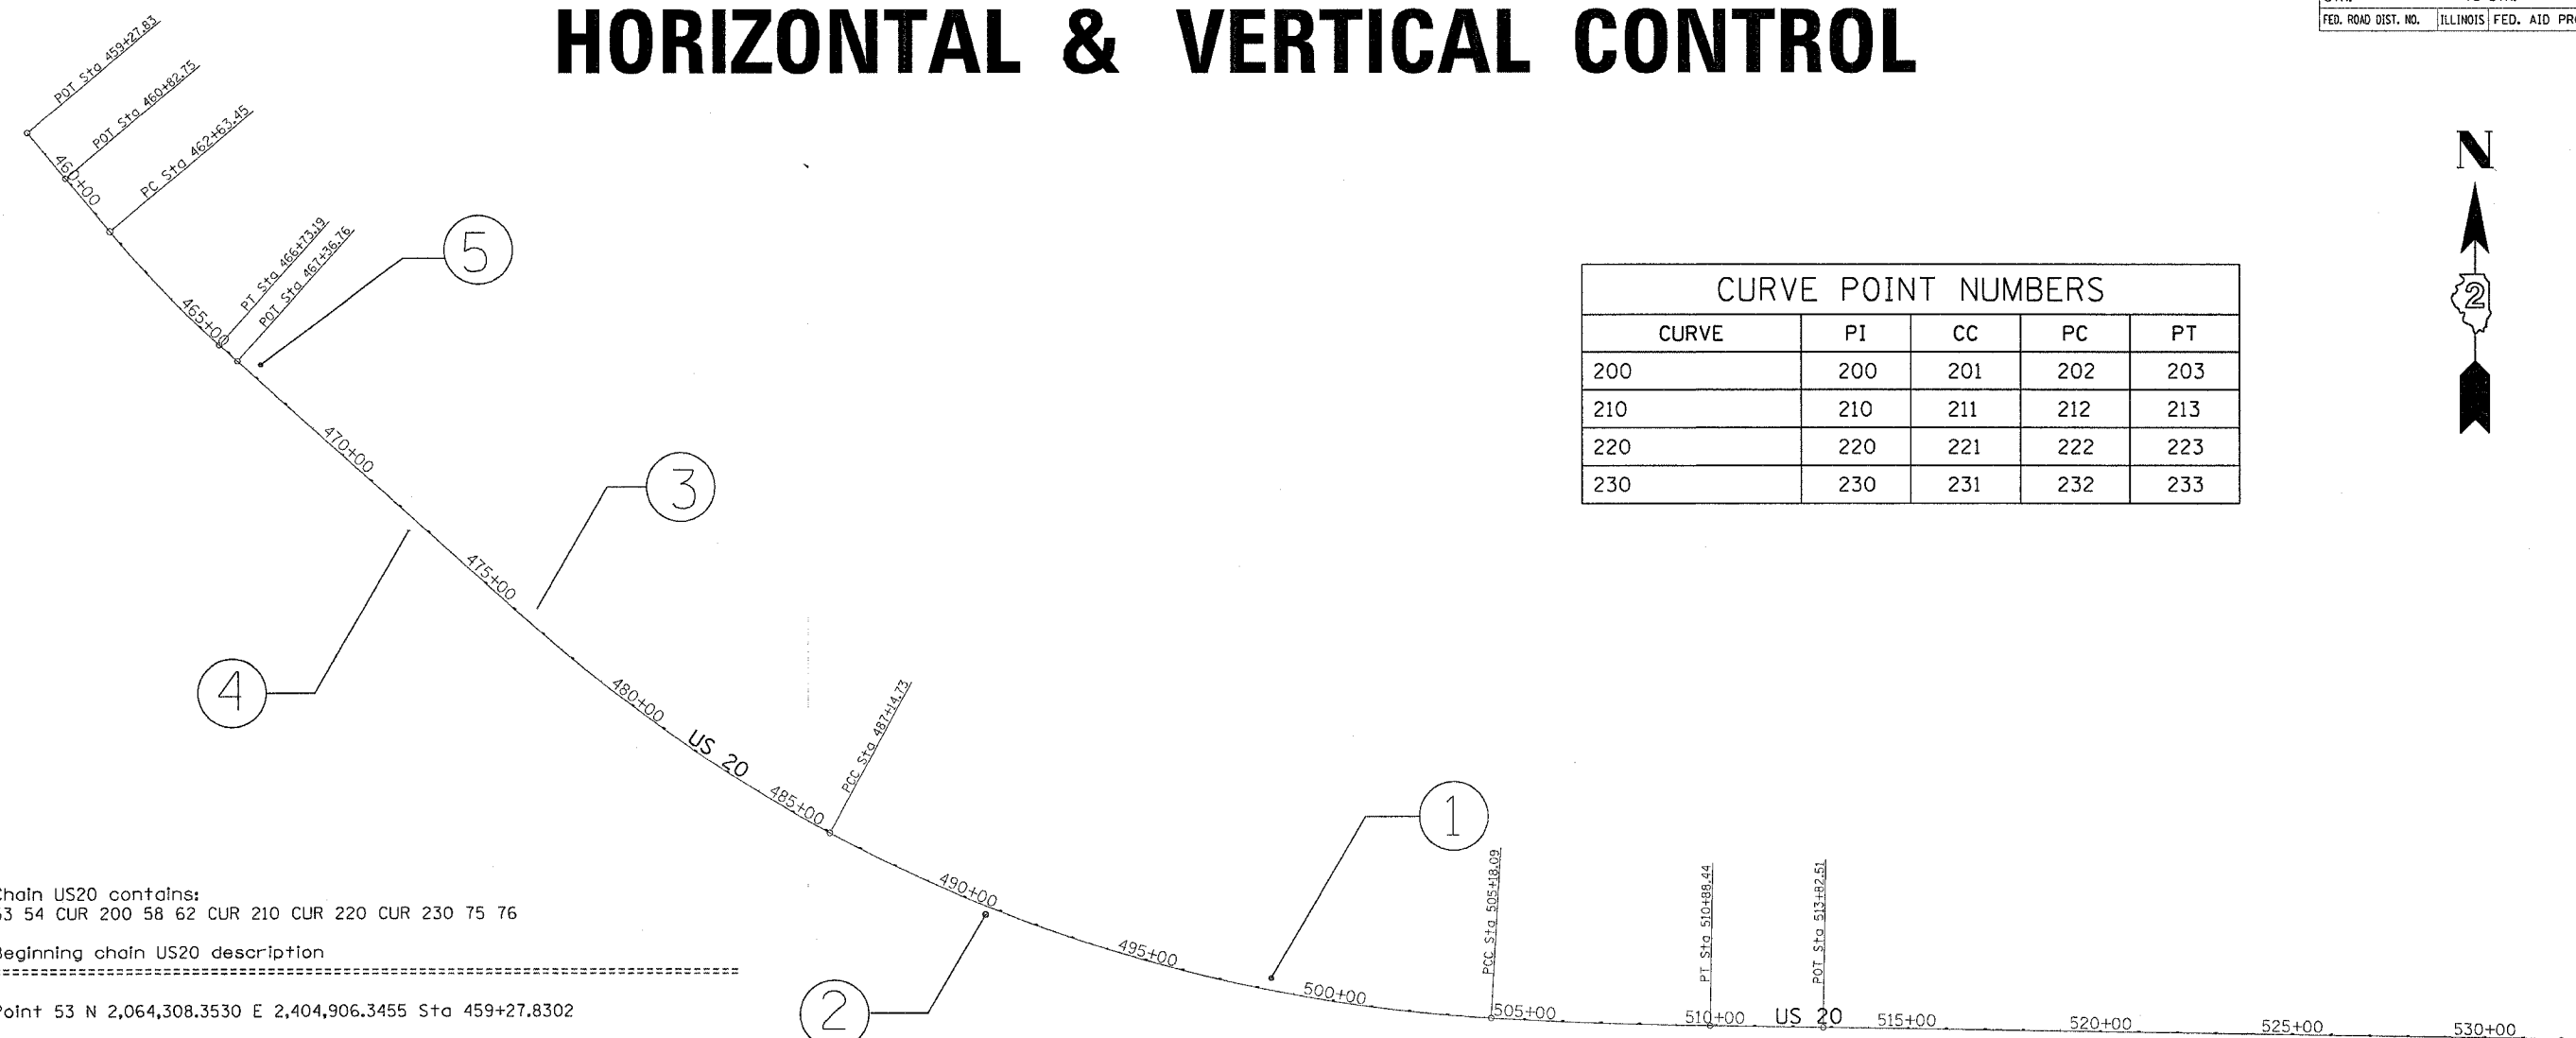 HORIZONTAL & VERTICAL CONTROL
FED. ROAD DIST. NO. ILLINOIS FED. AID
POT Sta 459+27.83
POT Sta 460+82.75
PC Sta 462+63.45
460+00
PT Sta 466+73.19
POT Sta 467+36.76
465+00
5
N
2
CURVE POINT NUMBERS
CURVE PI CC PC PT
200 200 201 202 203
210 210 211 212 213
220 220 221 222 223
230 230 231 232 233
470+00
3
475+00
4
480+00
US 20
PCC Sta 487+14.73
485+00
1
490+00
PCC Sta 505+18.09
PT Sta 510+88.44
POT Sta 513+82.51
495+00
2
500+00
505+00
510+00
US 20
515+00
520+00
525+00
530+00
Chain US20 contains:
53 54 CUR 200 58 62 CUR 210 CUR 220 CUR 230 75 76
Beginning chain US20 description
Point 53 N 2,064,308.3530 E 2,404,906.3455 Sta 459+27.8302